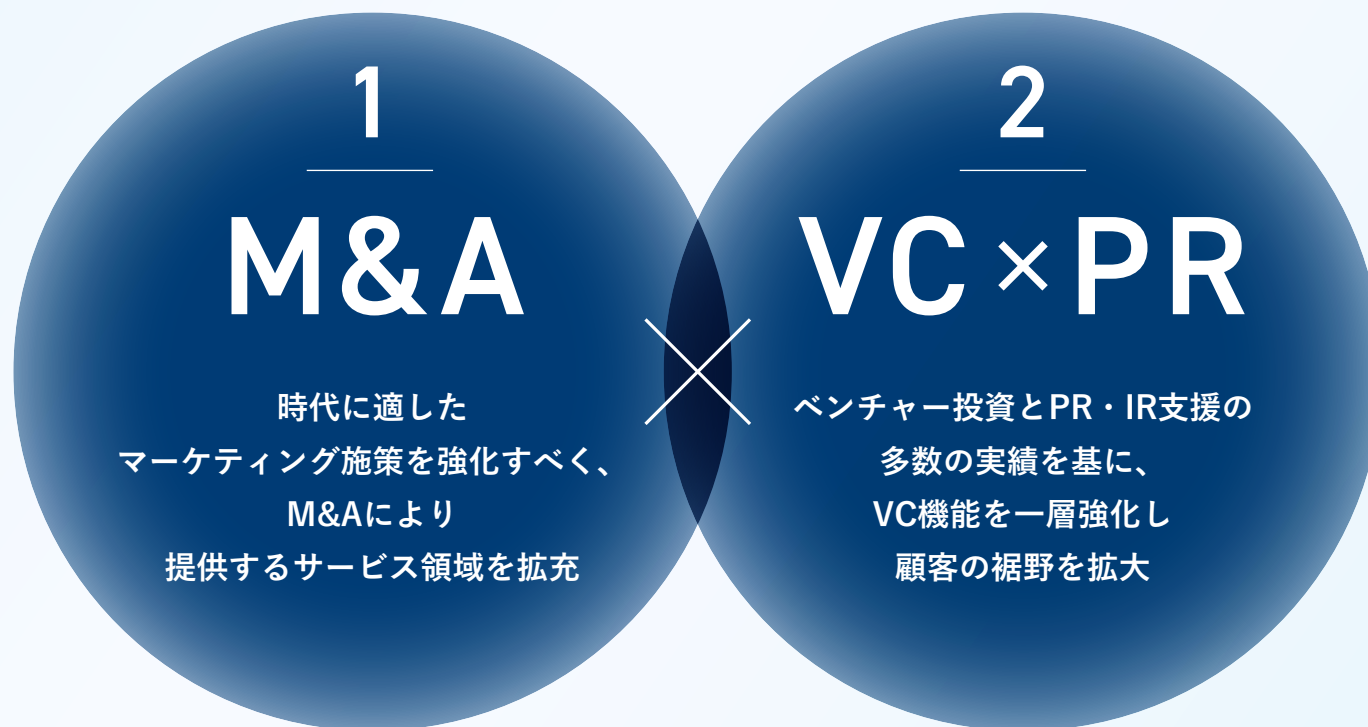 1
M&A
時代に適した
マーケティング施策を強化すべく、
M&Aにより
提供するサービス領域を拡充
×
2
VC×PR
ベンチャー投資とPR・IR支援の
多数の実績を基に、
VC機能を一層強化し
顧客の裾野を拡大